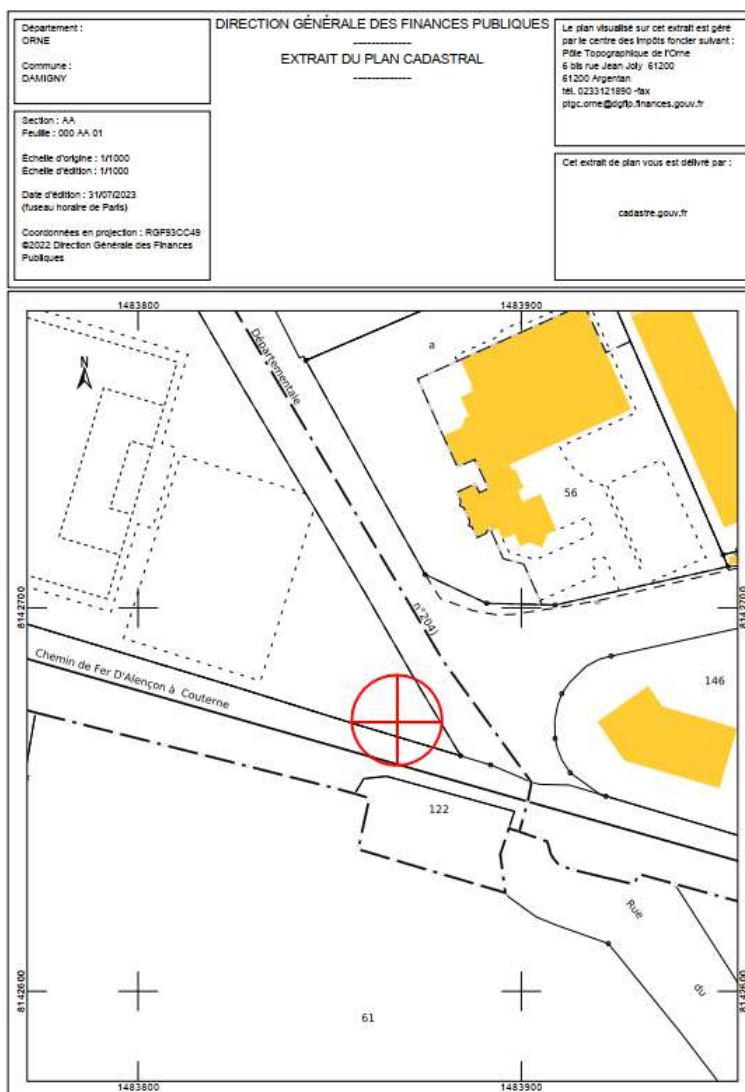 Département :
ORNE
Commune :
DAMIGNY
Section : AA
Feuille : 000 AA 01
Échelle d'origine : 1/1000
Échelle d'édition : 1/1000
Date d'édition : 31/07/2023
(fuseau horaire de Paris)
Coordonnées en projection : RGF93CC49
©2022 Direction Générale des Finances
Publiques
DIRECTION GÉNÉRALE DES FINANCES PUBLIQUES
-------------
EXTRAIT DU PLAN CADASTRAL
-------------
Le plan visualisé sur cet extrait est géré
par le centre des impôts foncier suivant :
Pôle Topographique de l'Orne
6 bis rue Jean Joly 61200
61200 Argentan
tél. 0233121890 -fax
ptgc.orne@dgfip.finances.gouv.fr
Cet extrait de plan vous est délivré par :
cadastre.gouv.fr
1483800
1483900
Départementale
a
N
56
8142700
8142700
n°204)
Chemin de Fer D'Alençon à Couterne
146
122
Rue
du
8142600
8142600
61
1483800
1483900